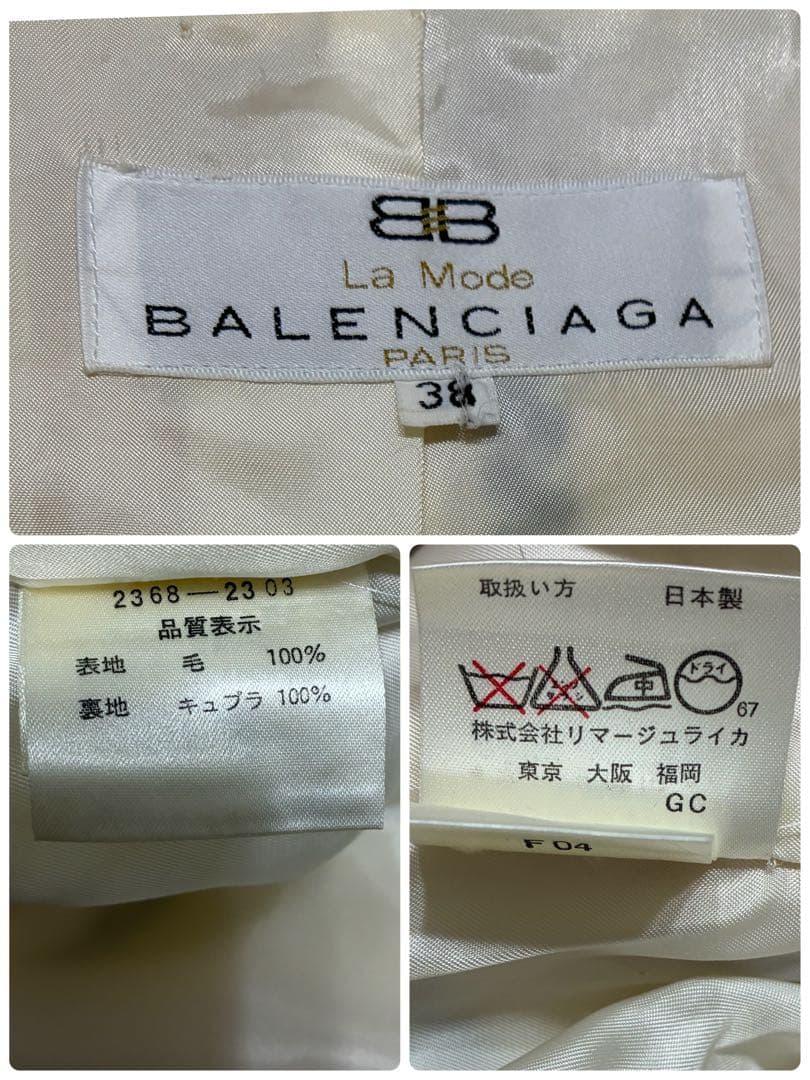 BB
La Mode
BALENCIAGA
PARIS
38
2368—2303
品質表示
表地 毛 100%
裏地 キュプラ 100%
取扱い方 日本製
中 ドライ
67
株式会社リマージュライカ
東京 大阪 福岡
GC
F 04